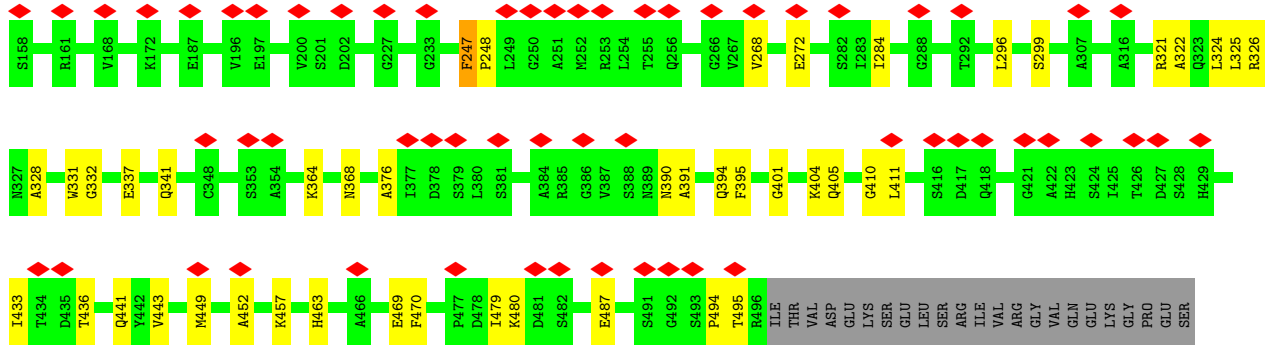 S158 R161 V168 K172 E187 V196 E197 V200 S201 D202 G227 G233 F247 P248 L249 G250 A251 M252 R253 L254 T255 Q256 G266 V267 V268 E272 S282 I283 I284 G288 T292 L296 S299 A307 A316 R321 A322 Q323 L324 L325 R326
N327 A328 W331 G332 E337 Q341 C348 S353 A354 K364 N368 A376 I377 D378 S379 L380 S381 A384 R385 G386 V387 S388 N389 N390 A391 Q394 F395 G401 K404 Q405 G410 L411 S416 D417 Q418 G421 A422 H423 S424 I425 T426 D427 S428 H429
I433 T434 D435 T436 Q441 Y442 V443 M449 A452 K457 H463 A466 E469 F470 P477 D478 I479 K480 D481 S482 E487 S491 G492 S493 P494 T495 R496 ILE THR VAL ASP GLU LYS SER GLU LEU SER ARG ILE VAL ARG GLY VAL GLN GLU LYS GLY PRO GLU SER